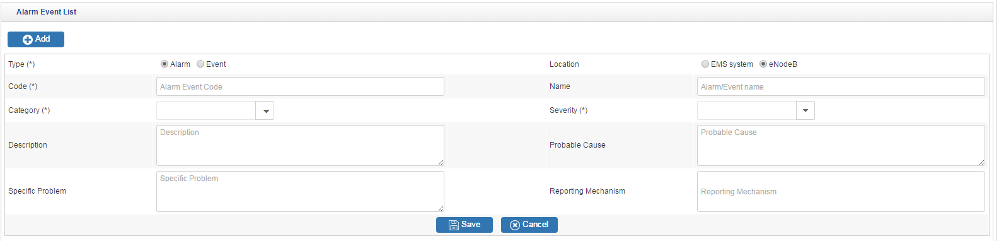 Alarm Event List
Add
Type (*) Alarm Event Location EMS system eNodeB
Code (*) Alarm Event Code Name Alarm/Event name
Category (*) Severity (*)
Description Description Probable Cause Probable Cause
Specific Problem Specific Problem Reporting Mechanism Reporting Mechanism
Save Cancel